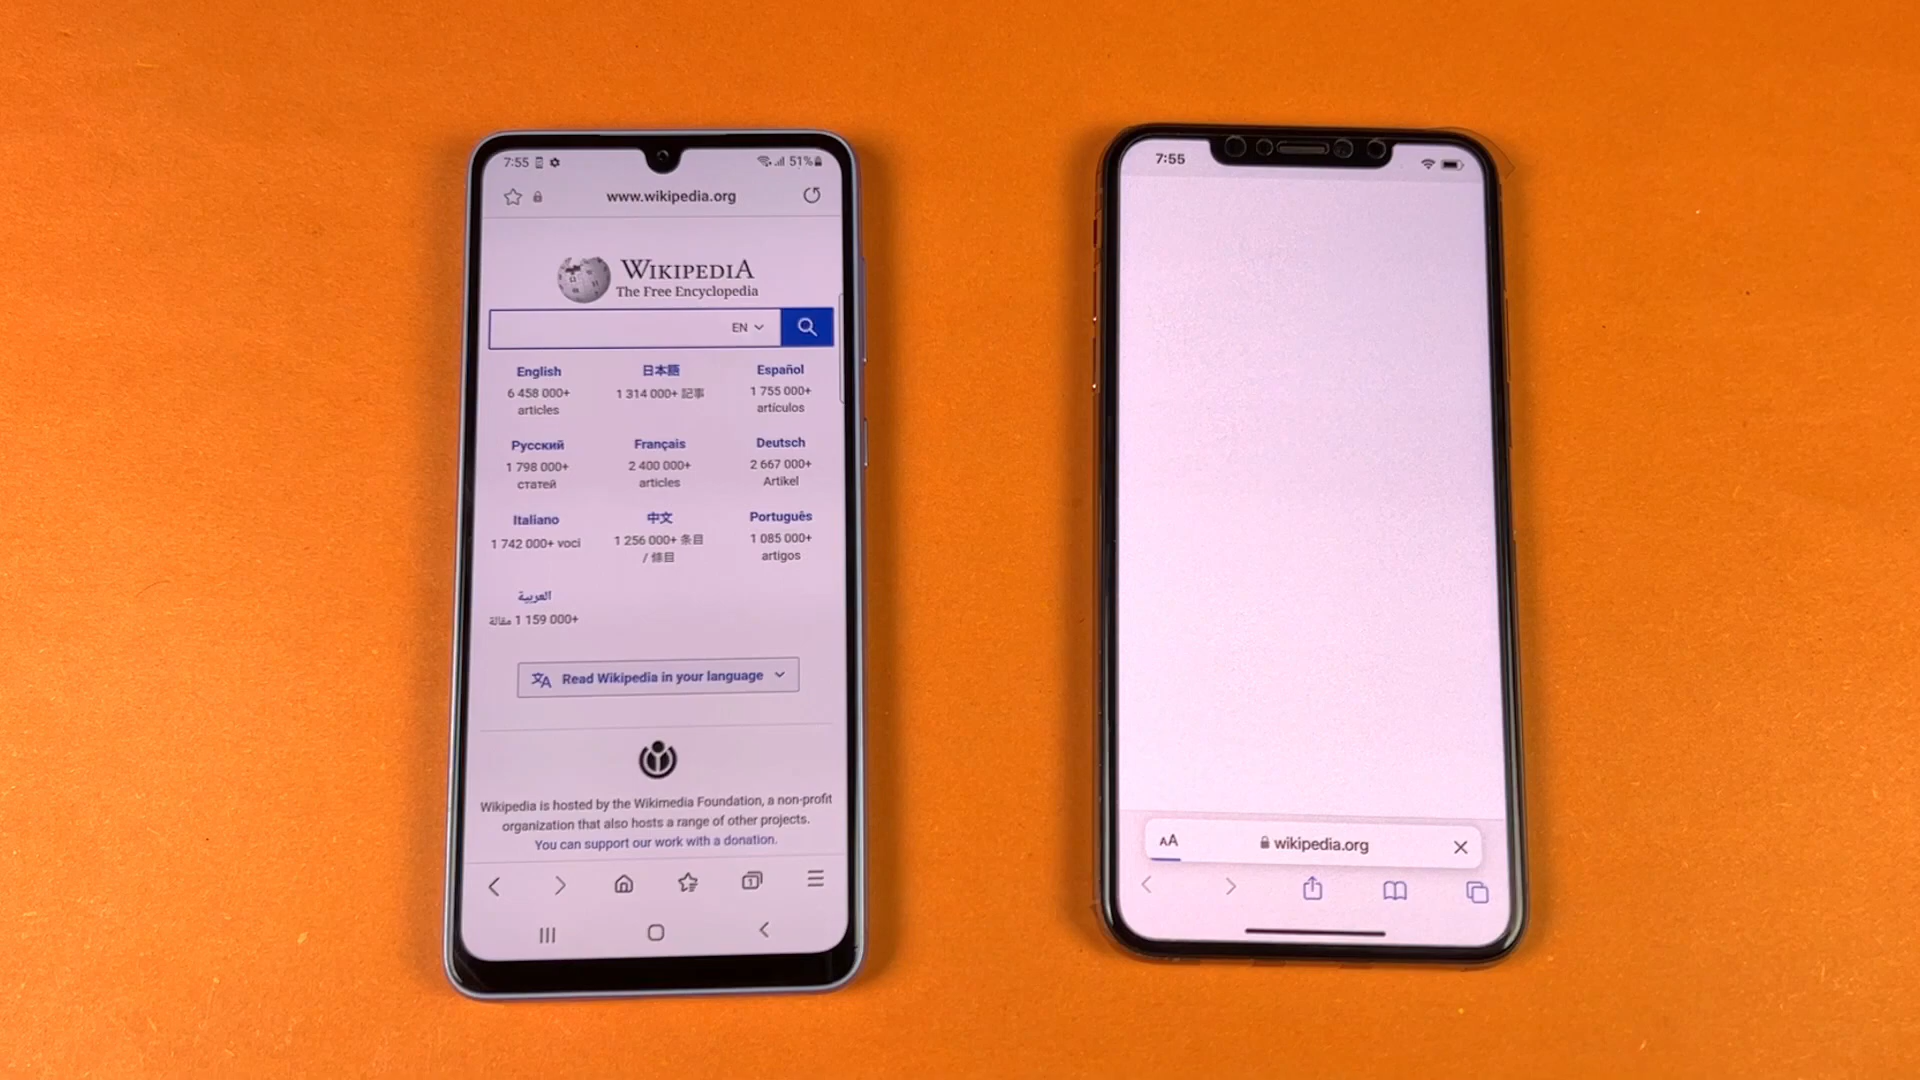 7:55
51%
www.wikipedia.org
WIKIPEDIA
The Free Encyclopedia
EN
English
6 458 000+
articles
日本語
1 314 000+ 記事
Español
1 755 000+
artículos
Русский
1 798 000+
статей
Français
2 400 000+
articles
Deutsch
2 667 000+
Artikel
Italiano
1 742 000+ voci
中文
1 256 000+ 条目
/ 條目
Português
1 085 000+
artigos
العربية
1 159 000+ مقالة
Read Wikipedia in your language
Wikipedia is hosted by the Wikimedia Foundation, a non-profit
organization that also hosts a range of other projects.
You can support our work with a donation.
1
7:55
AA
wikipedia.org